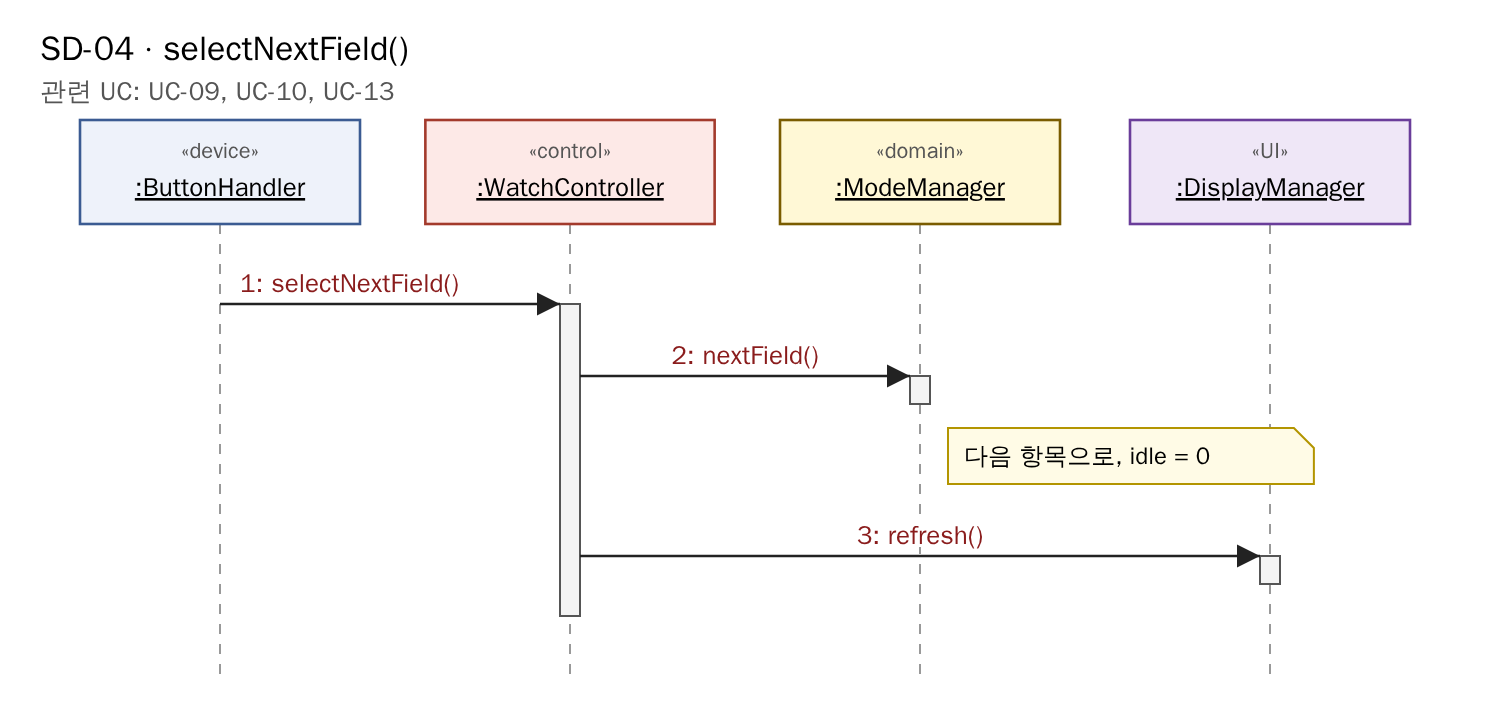 SD-04 · selectNextField()
관련 UC: UC-09, UC-10, UC-13
«device»
:ButtonHandler
«control»
:WatchController
«domain»
:ModeManager
«UI»
:DisplayManager
1: selectNextField()
2: nextField()
다음 항목으로, idle = 0
3: refresh()